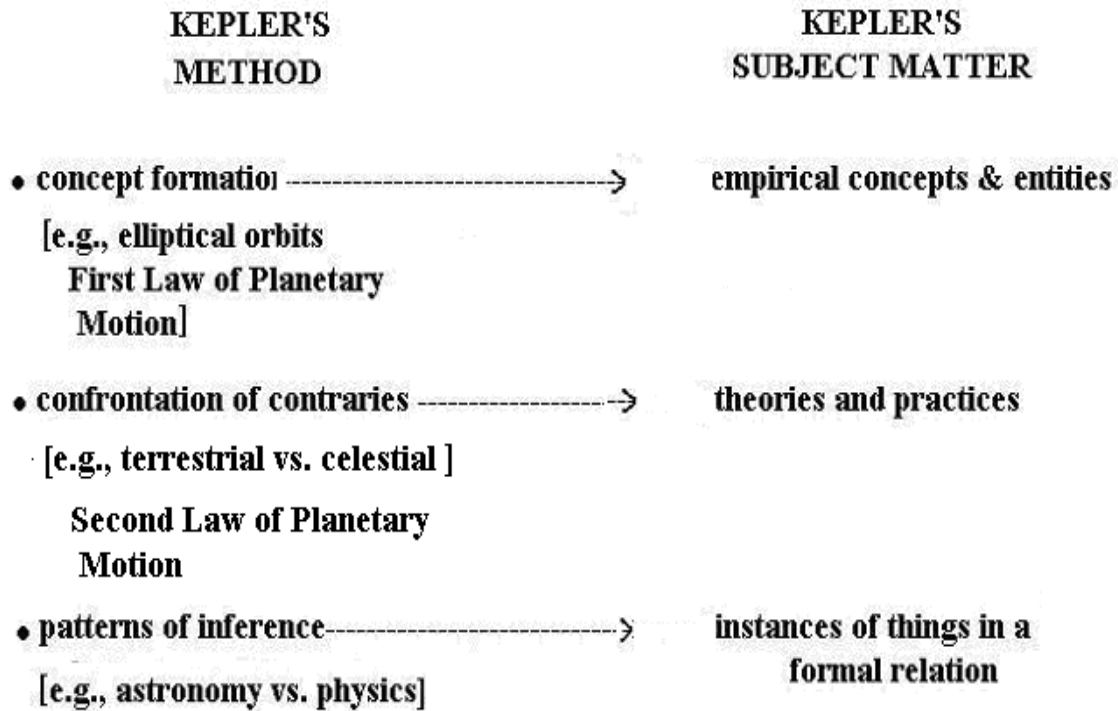 KEPLER'S
METHOD
KEPLER'S
SUBJECT MATTER
• concept formatio ----------------------------------> empirical concepts & entities
[e.g., elliptical orbits
First Law of Planetary
Motion]
• confrontation of contraries -------------------> theories and practices
[e.g., terrestrial vs. celestial ]
Second Law of Planetary
Motion
• patterns of inference-----------------------------> instances of things in a
formal relation
[e.g., astronomy vs. physics]